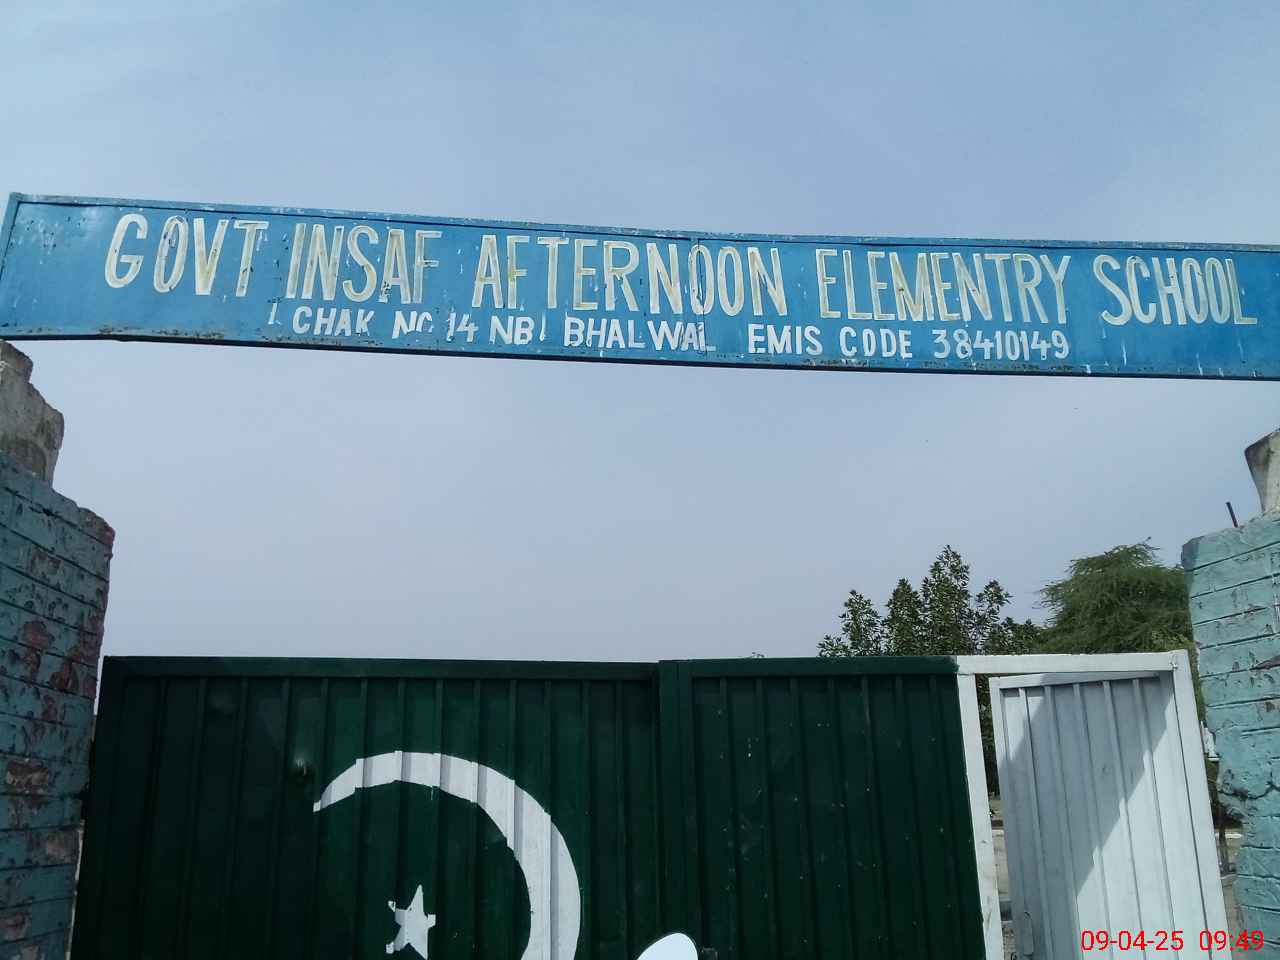 GOVT INSAF AFTERNOON ELEMENTRY SCHOOL
CHAK NO 14 NB BHALWAL EMIS CODE 38410149
09-04-25 09:49